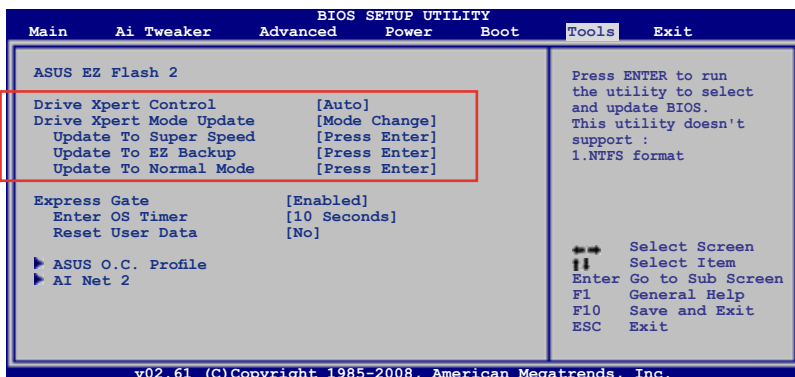 BIOS SETUP UTILITY
Main Ai Tweaker Advanced Power Boot Tools Exit
ASUS EZ Flash 2
Drive Xpert Control [Auto]
Drive Xpert Mode Update [Mode Change]
Update To Super Speed [Press Enter]
Update To EZ Backup [Press Enter]
Update To Normal Mode [Press Enter]
Express Gate [Enabled]
Enter OS Timer [10 Seconds]
Reset User Data [No]
ASUS O.C. Profile
AI Net 2
Press ENTER to run
the utility to select
and update BIOS.
This utility doesn't
support :
1.NTFS format
Select Screen
Select Item
Enter Go to Sub Screen
F1 General Help
F10 Save and Exit
ESC Exit
v02.61 (C)Copyright 1985-2008, American Megatrends, Inc.